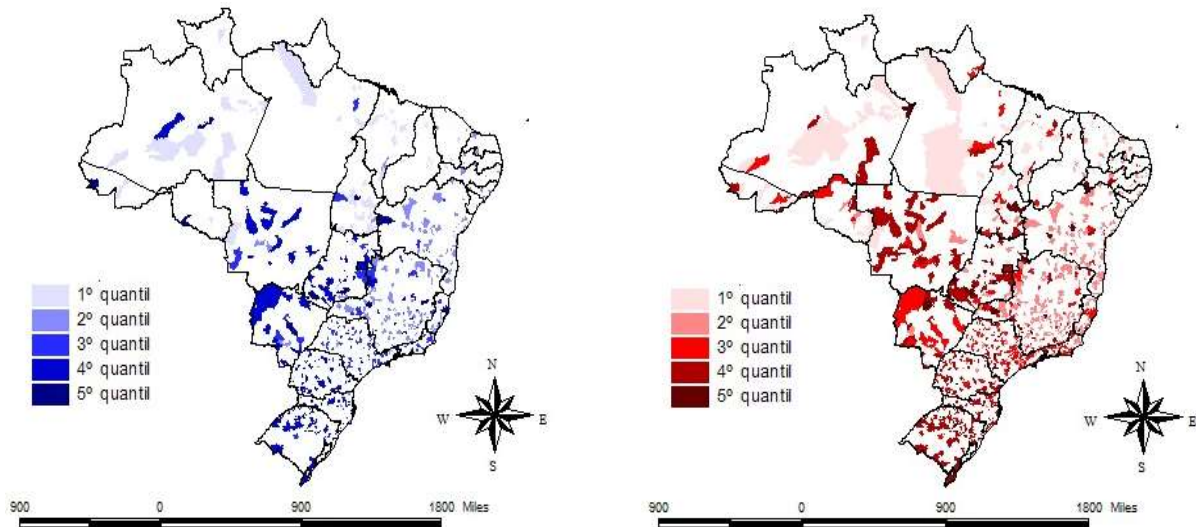 1º quantil
2º quantil
3º quantil
4º quantil
5º quantil
N
W E
S
900 0 900 1800 Miles
1º quantil
2º quantil
3º quantil
4º quantil
5º quantil
N
W E
S
900 0 900 1800 Miles